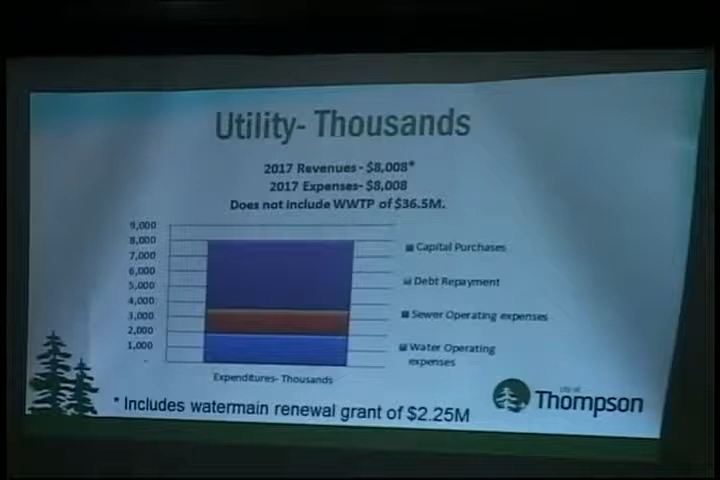 Utility- Thousands
2017 Revenues - $8,008*
2017 Expenses- $8,008
Does not include WWTP of $36.5M.
9,000
8,000
7,000
6,000
5,000
4,000
3,000
2,000
1,000
-
Expenditures- Thousands
Capital Purchases
Debt Repayment
Sewer Operating expenses
Water Operating
expenses
* Includes watermain renewal grant of $2.25M
city of
Thompson